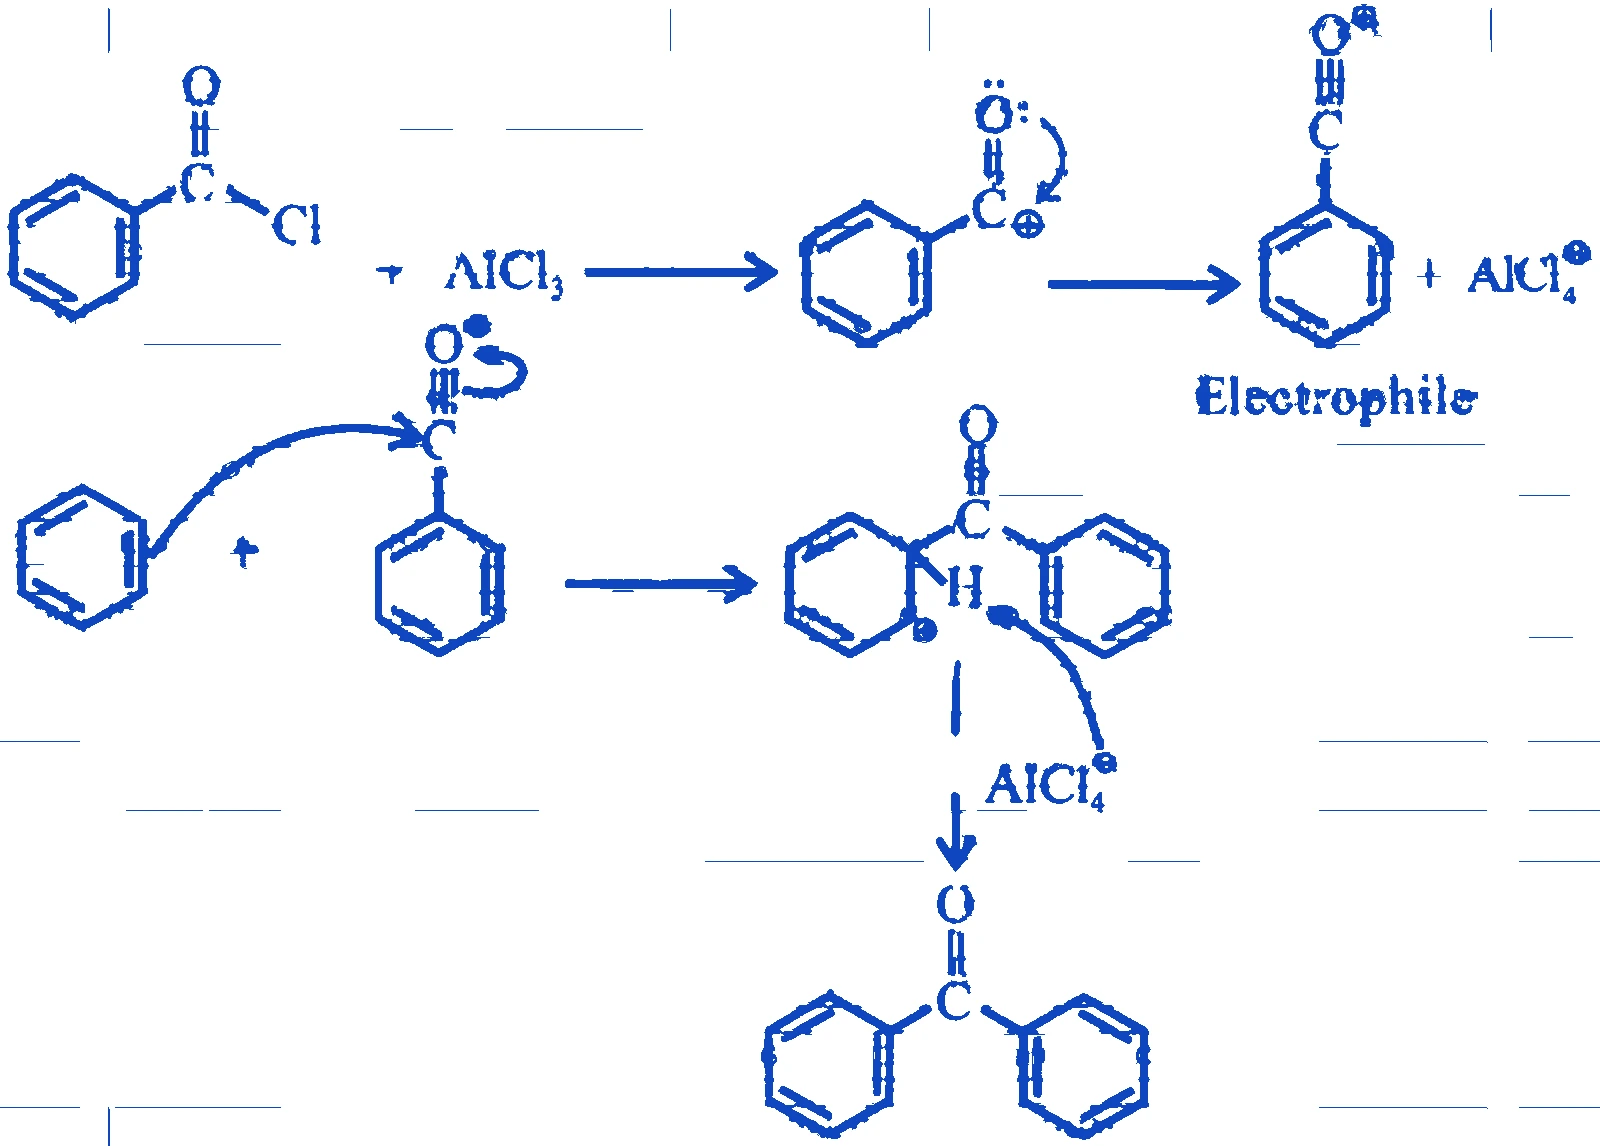 O
C
Cl
+ AlCl₃
Ö:
C⊕
O⊕
C
+ AlCl₄⊖
Electrophile
O
C
+
O
C
H
⊕
AlCl₄⊖
O
C